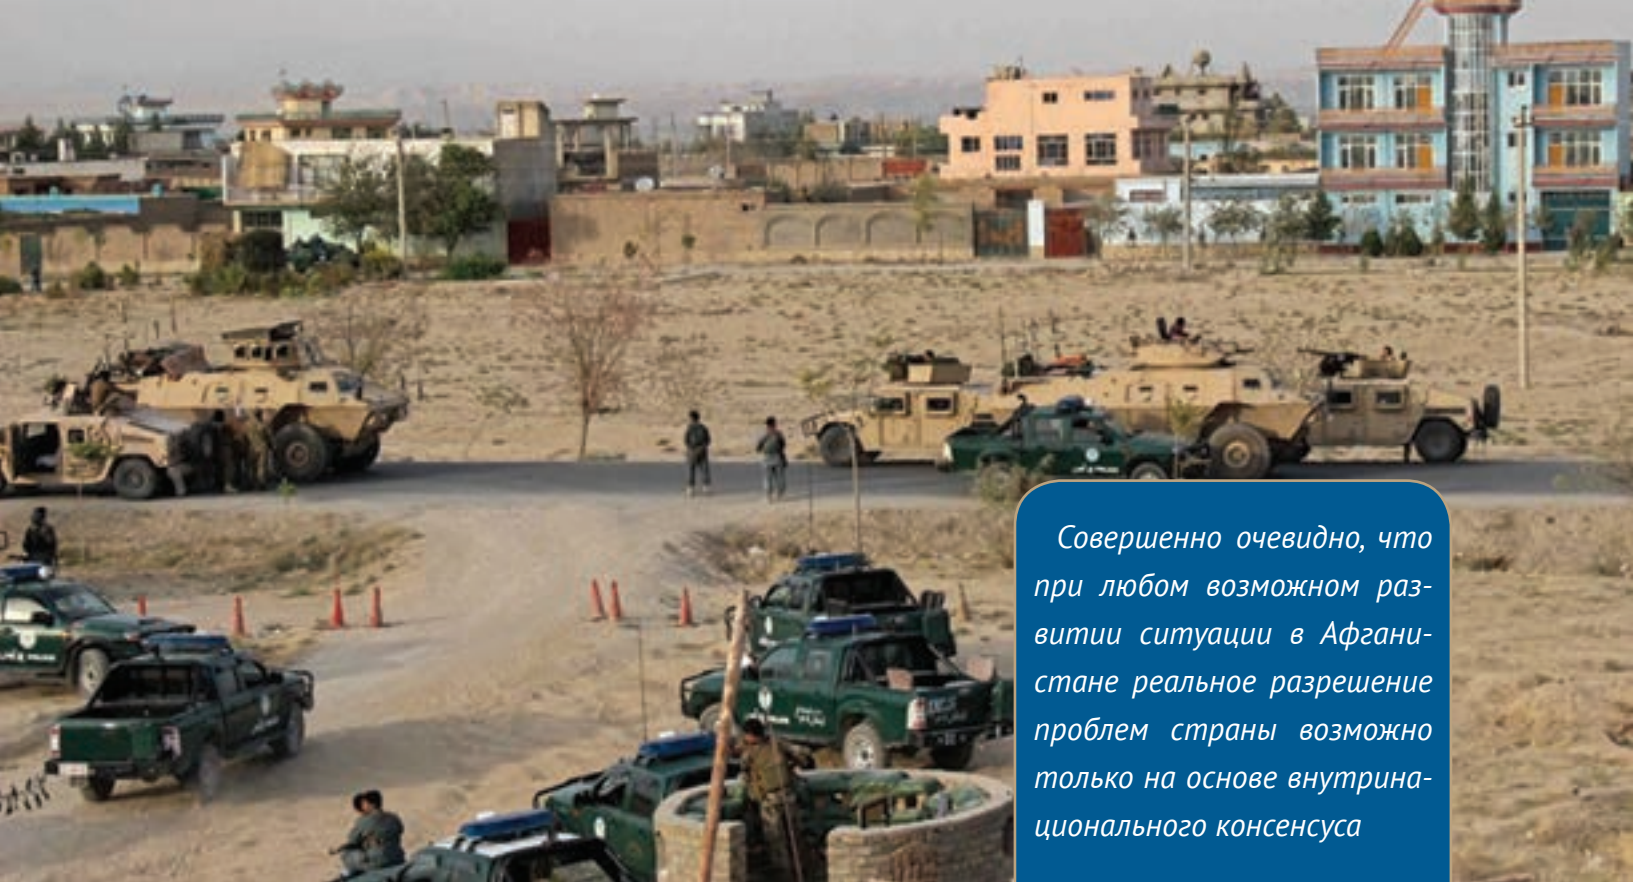 Совершенно очевидно, что
при любом возможном раз-
витии ситуации в Афгани-
стане реальное разрешение
проблем страны возможно
только на основе внутрина-
ционального консенсуса